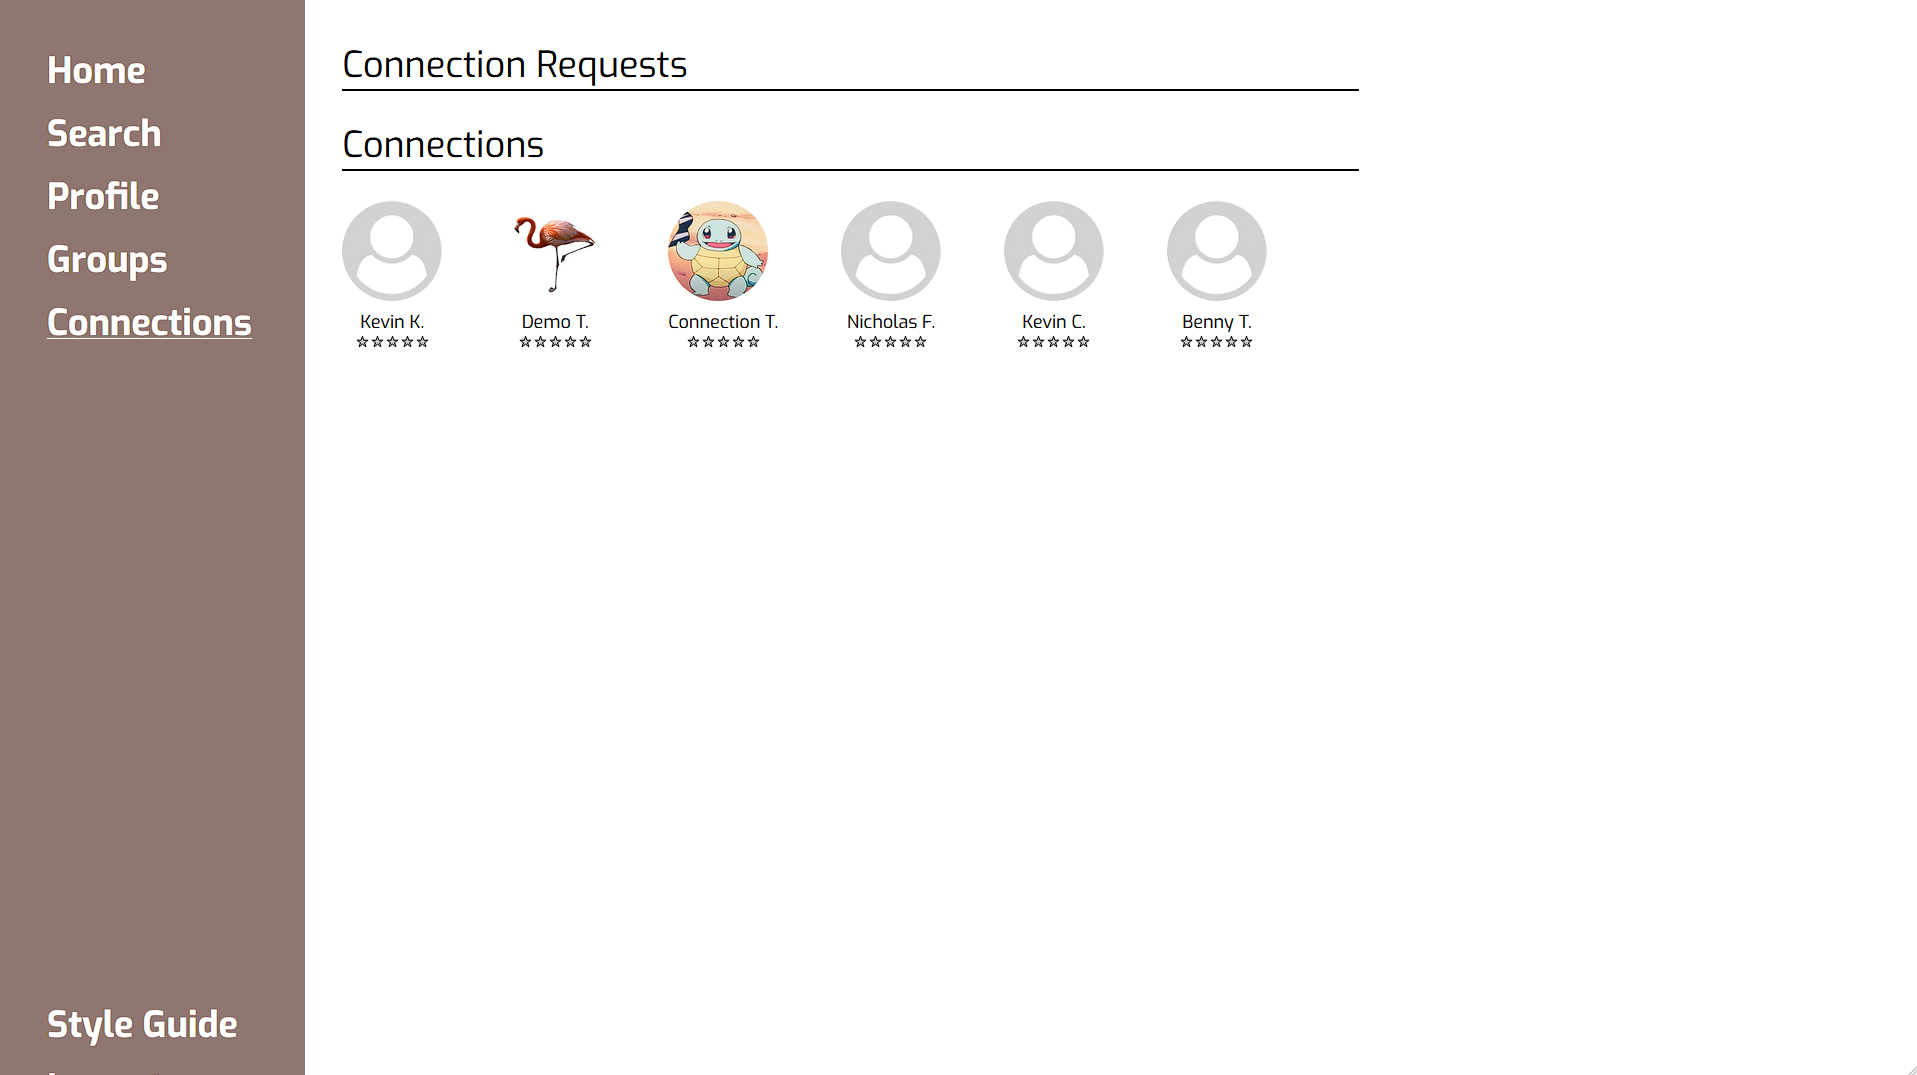 Home
Search
Profile
Groups
Connections
Style Guide
Connection Requests
Connections
Kevin K.
Demo T.
Connection T.
Nicholas F.
Kevin C.
Benny T.